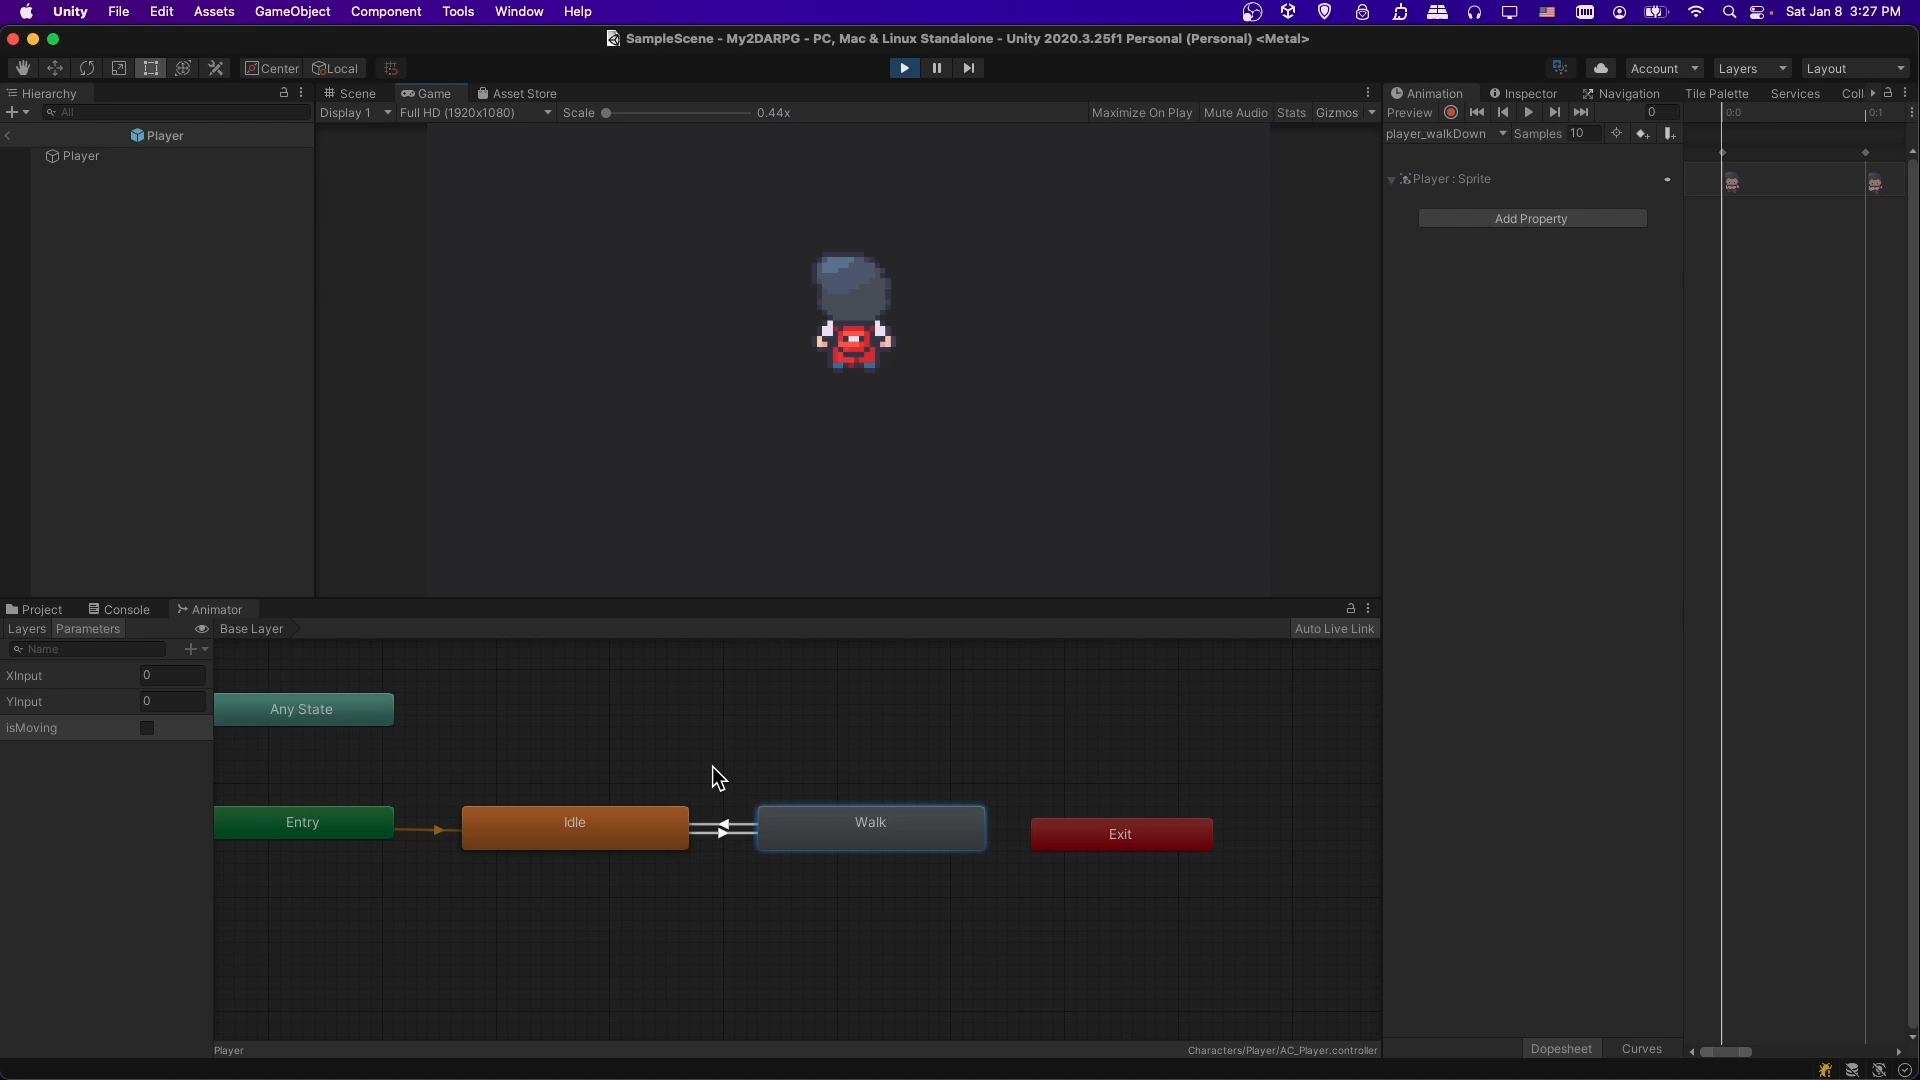 Unity File Edit Assets GameObject Component Tools Window Help Sat Jan 8 3:27 PM
SampleScene - My2DARPG - PC, Mac & Linux Standalone - Unity 2020.3.25f1 Personal (Personal) <Metal>
Center Local Account Layers Layout
Hierarchy Scene Game Asset Store Animation Inspector Navigation Tile Palette Services Coll
All Display 1 Full HD (1920x1080) Scale 0.44x Maximize On Play Mute Audio Stats Gizmos Preview 0 0:0 0:1
Player player_walkDown Samples 10
Player
Player : Sprite
Add Property
Project Console Animator
Layers Parameters Base Layer Auto Live Link
Name
XInput 0
YInput 0
isMoving
Any State
Entry Idle Walk Exit
Player Characters/Player/AC_Player.controller Dopesheet Curves